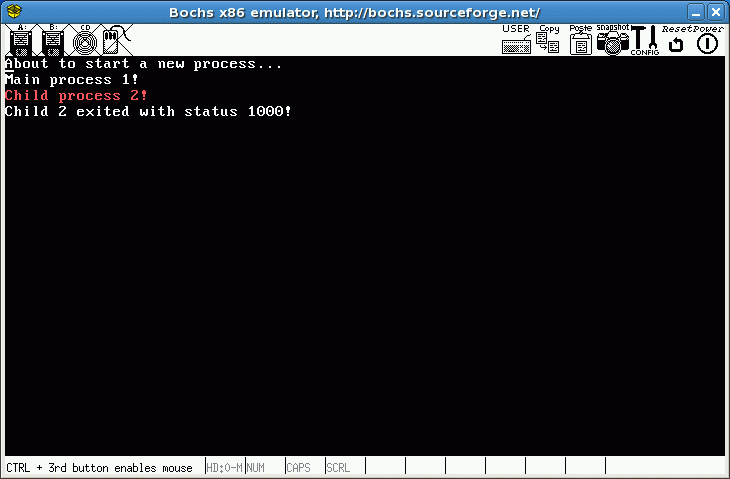 Bochs x86 emulator, http://bochs.sourceforge.net/
A: B: CD USER Copy Paste snapshot CONFIG Reset Power
About to start a new process...
Main process 1!
Child process 2!
Child 2 exited with status 1000!
CTRL + 3rd button enables mouse HD:0-M NUM CAPS SCRL